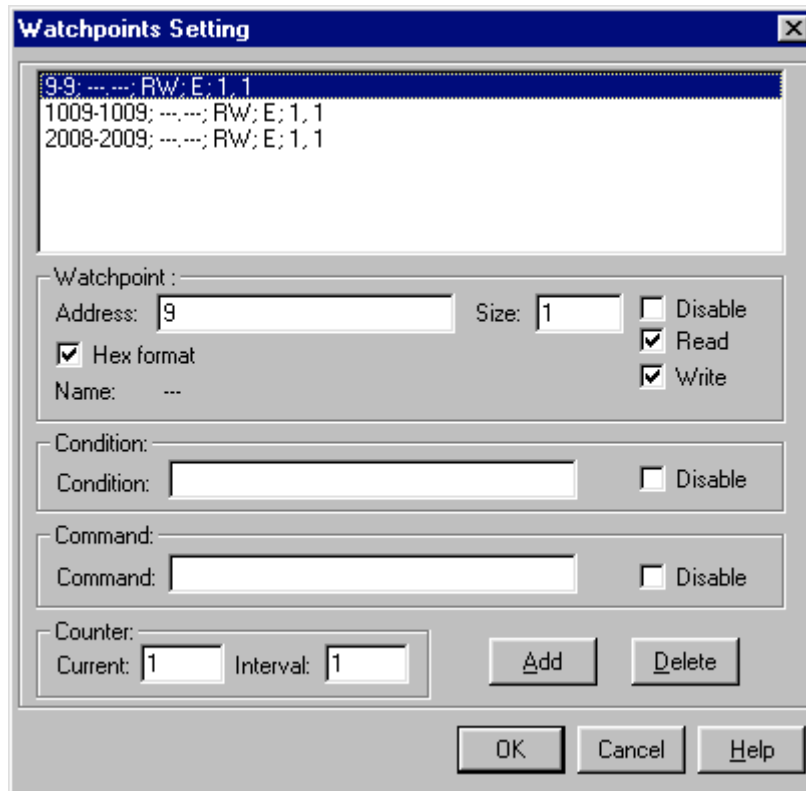 Watchpoints Setting
9-9; ---.---; RW; E; 1, 1
1009-1009; ---.---; RW; E; 1, 1
2008-2009; ---.---; RW; E; 1, 1
Watchpoint :
Address: 9 Size: 1 Disable
Hex format Read
Name: --- Write
Condition:
Condition: Disable
Command:
Command: Disable
Counter:
Current: 1 Interval: 1 Add Delete
OK Cancel Help